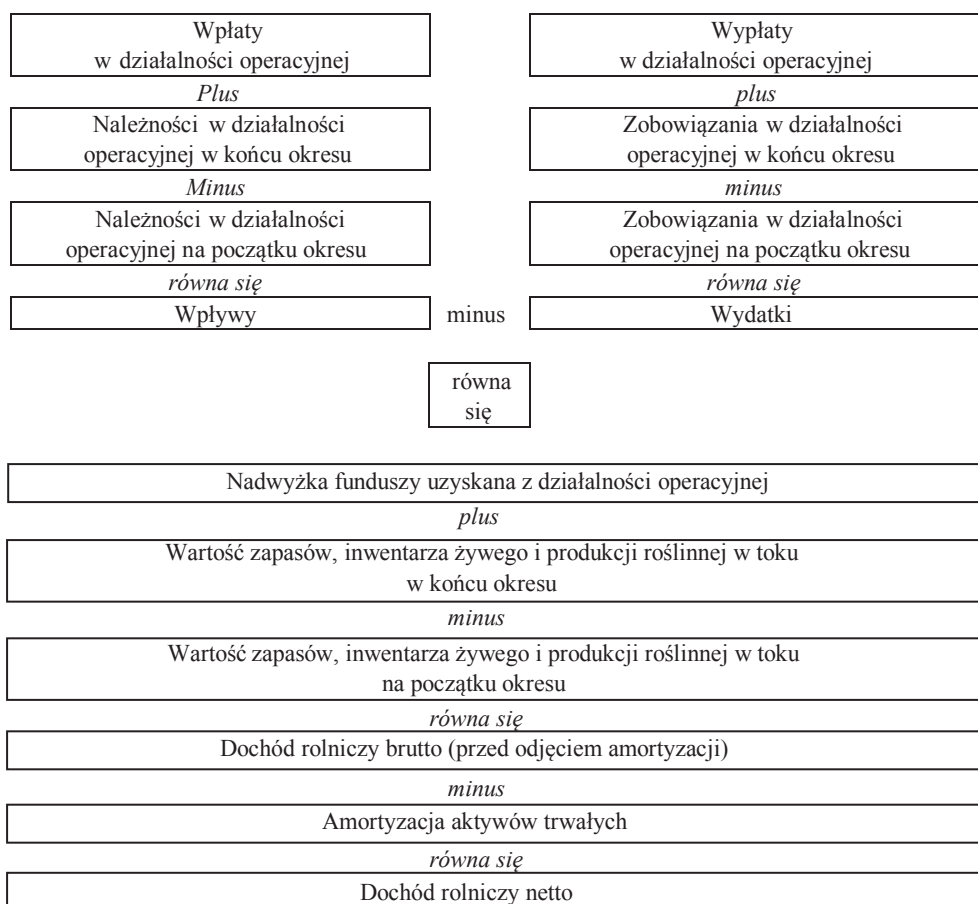 Wpłaty
w działalności operacyjnej
Plus
Należności w działalności
operacyjnej w końcu okresu
Minus
Należności w działalności
operacyjnej na początku okresu
równa się
Wpływy
minus
Wypłaty
w działalności operacyjnej
plus
Zobowiązania w działalności
operacyjnej w końcu okresu
minus
Zobowiązania w działalności
operacyjnej na początku okresu
równa się
Wydatki
równa
się
Nadwyżka funduszy uzyskana z działalności operacyjnej
plus
Wartość zapasów, inwentarza żywego i produkcji roślinnej w toku
w końcu okresu
minus
Wartość zapasów, inwentarza żywego i produkcji roślinnej w toku
na początku okresu
równa się
Dochód rolniczy brutto (przed odjęciem amortyzacji)
minus
Amortyzacja aktywów trwałych
równa się
Dochód rolniczy netto